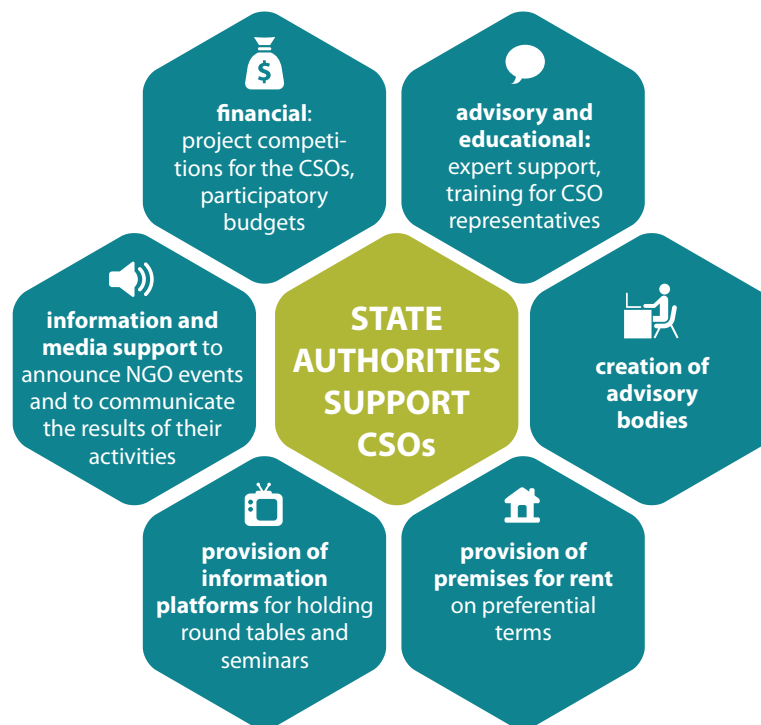 $
financial:
project competi-
tions for the CSOs,
participatory
budgets
advisory and
educational:
expert support,
training for CSO
representatives
information and
media support to
announce NGO events
and to communicate
the results of their
activities
STATE
AUTHORITIES
SUPPORT
CSOs
creation of
advisory
bodies
provision of
information
platforms for holding
round tables and
seminars
provision of
premises for rent
on preferential
terms